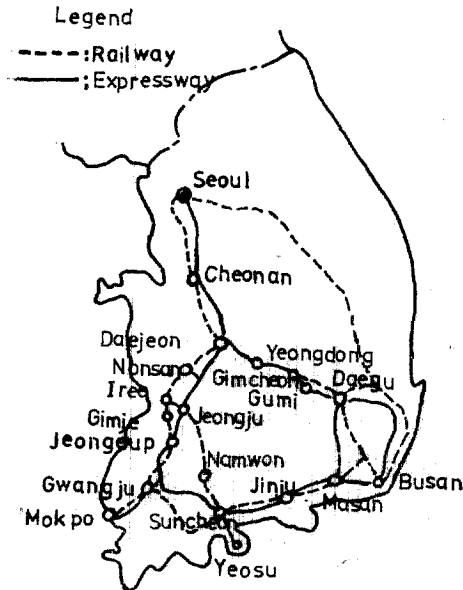 Legend
:Railway
;Expressway
Seoul
Cheonan
Daejeon
Yeongdong
Nonsan
Gimcheong
Daegu
Iree
Gumi
Gimje
Jeongju
Jeongeup
Namwon
Gwangju
Jinju
Busan
Masan
Mokpo
Suncheon
Yeosu